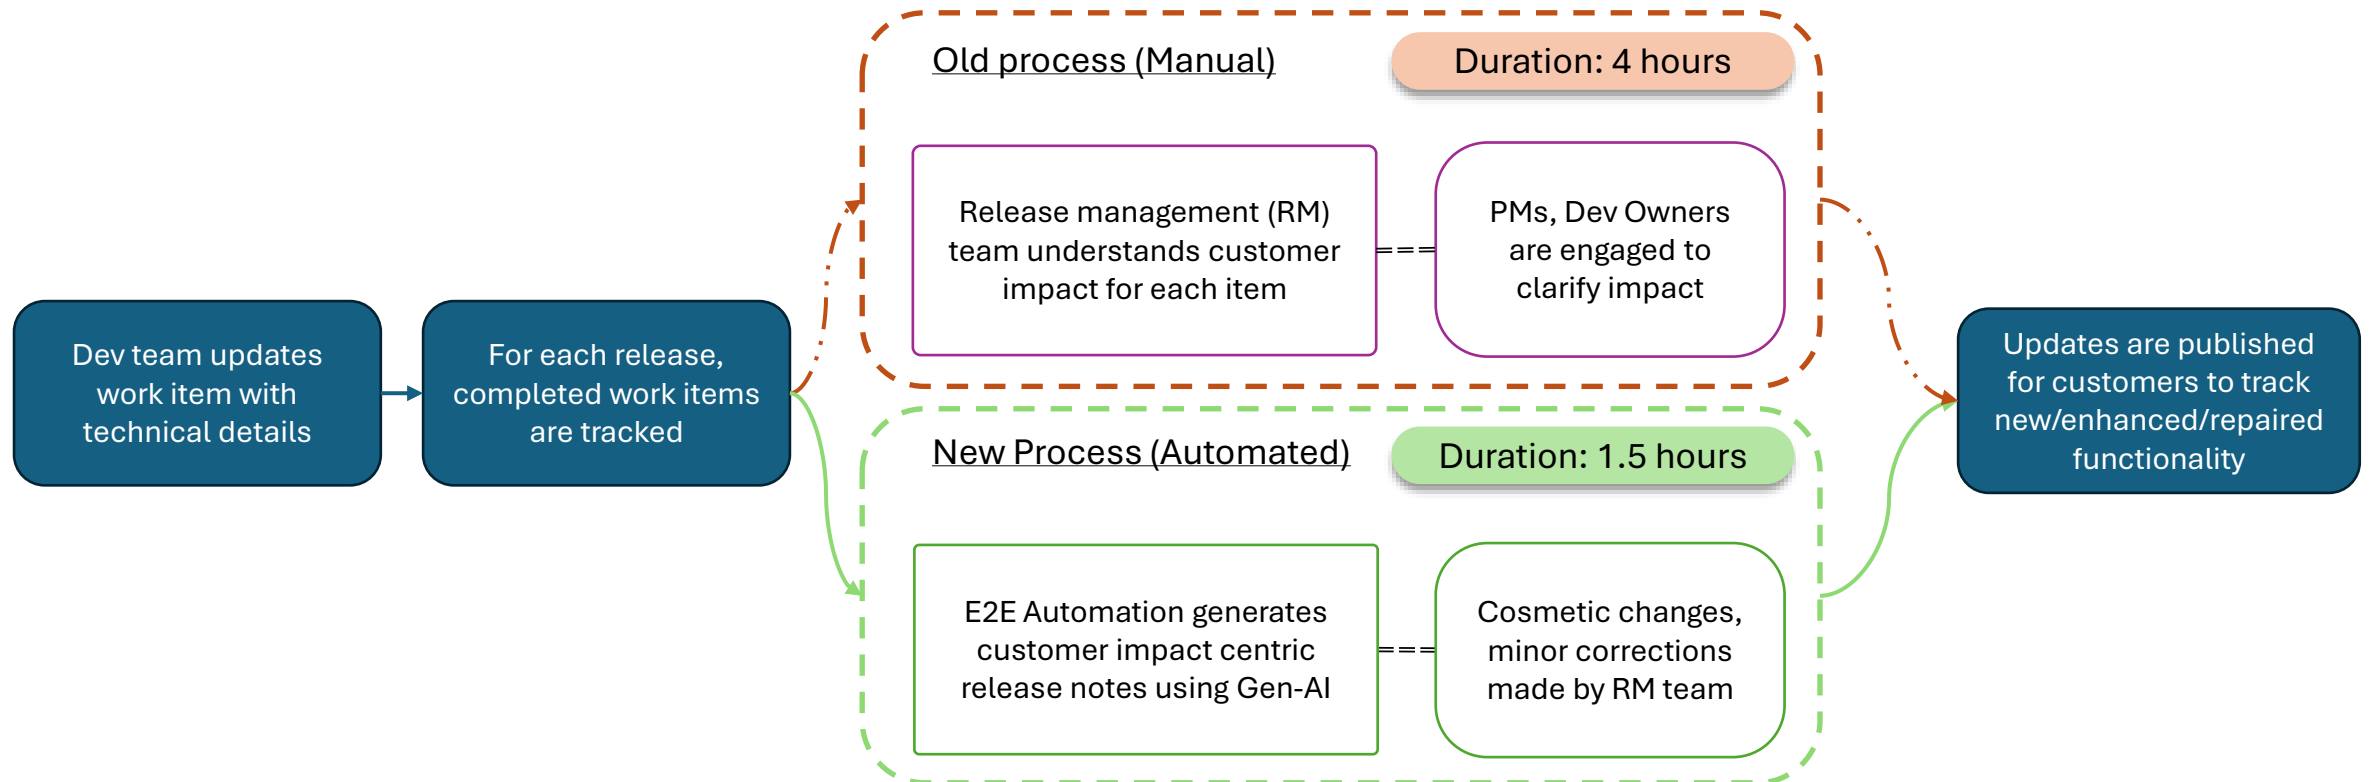 Old process (Manual)
Duration: 4 hours
Release management (RM)
team understands customer
impact for each item
PMs, Dev Owners
are engaged to
clarify impact
Dev team updates
work item with
technical details
For each release,
completed work items
are tracked
Updates are published
for customers to track
new/enhanced/repaired
functionality
New Process (Automated)
Duration: 1.5 hours
E2E Automation generates
customer impact centric
release notes using Gen-AI
Cosmetic changes,
minor corrections
made by RM team